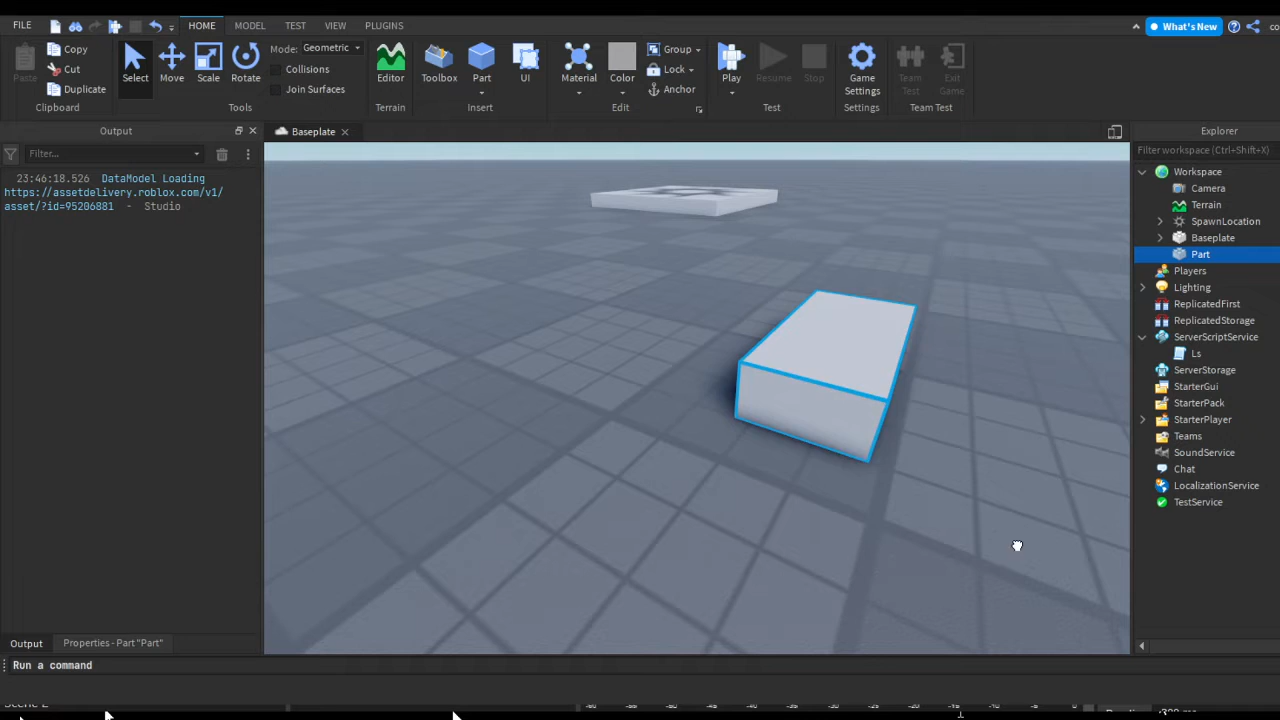 FILE HOME MODEL TEST VIEW PLUGINS What's New
Paste Copy Cut Duplicate Clipboard
Select Move Scale Rotate Mode: Geometric Collisions Join Surfaces Tools
Editor Terrain
Toolbox Part UI Insert
Material Color Group Lock Anchor Edit
Play Resume Stop Test
Game Settings Settings
Team Test Exit Game Team Test
Output
Baseplate
Explorer
Filter...
Filter workspace (Ctrl+Shift+X)
23:46:18.526 DataModel Loading
https://assetdelivery.roblox.com/v1/
asset/?id=95206881 - Studio
Workspace
Camera
Terrain
SpawnLocation
Baseplate
Part
Players
Lighting
ReplicatedFirst
ReplicatedStorage
ServerScriptService
Ls
ServerStorage
StarterGui
StarterPack
StarterPlayer
Teams
SoundService
Chat
LocalizationService
TestService
Output Properties - Part "Part"
Run a command